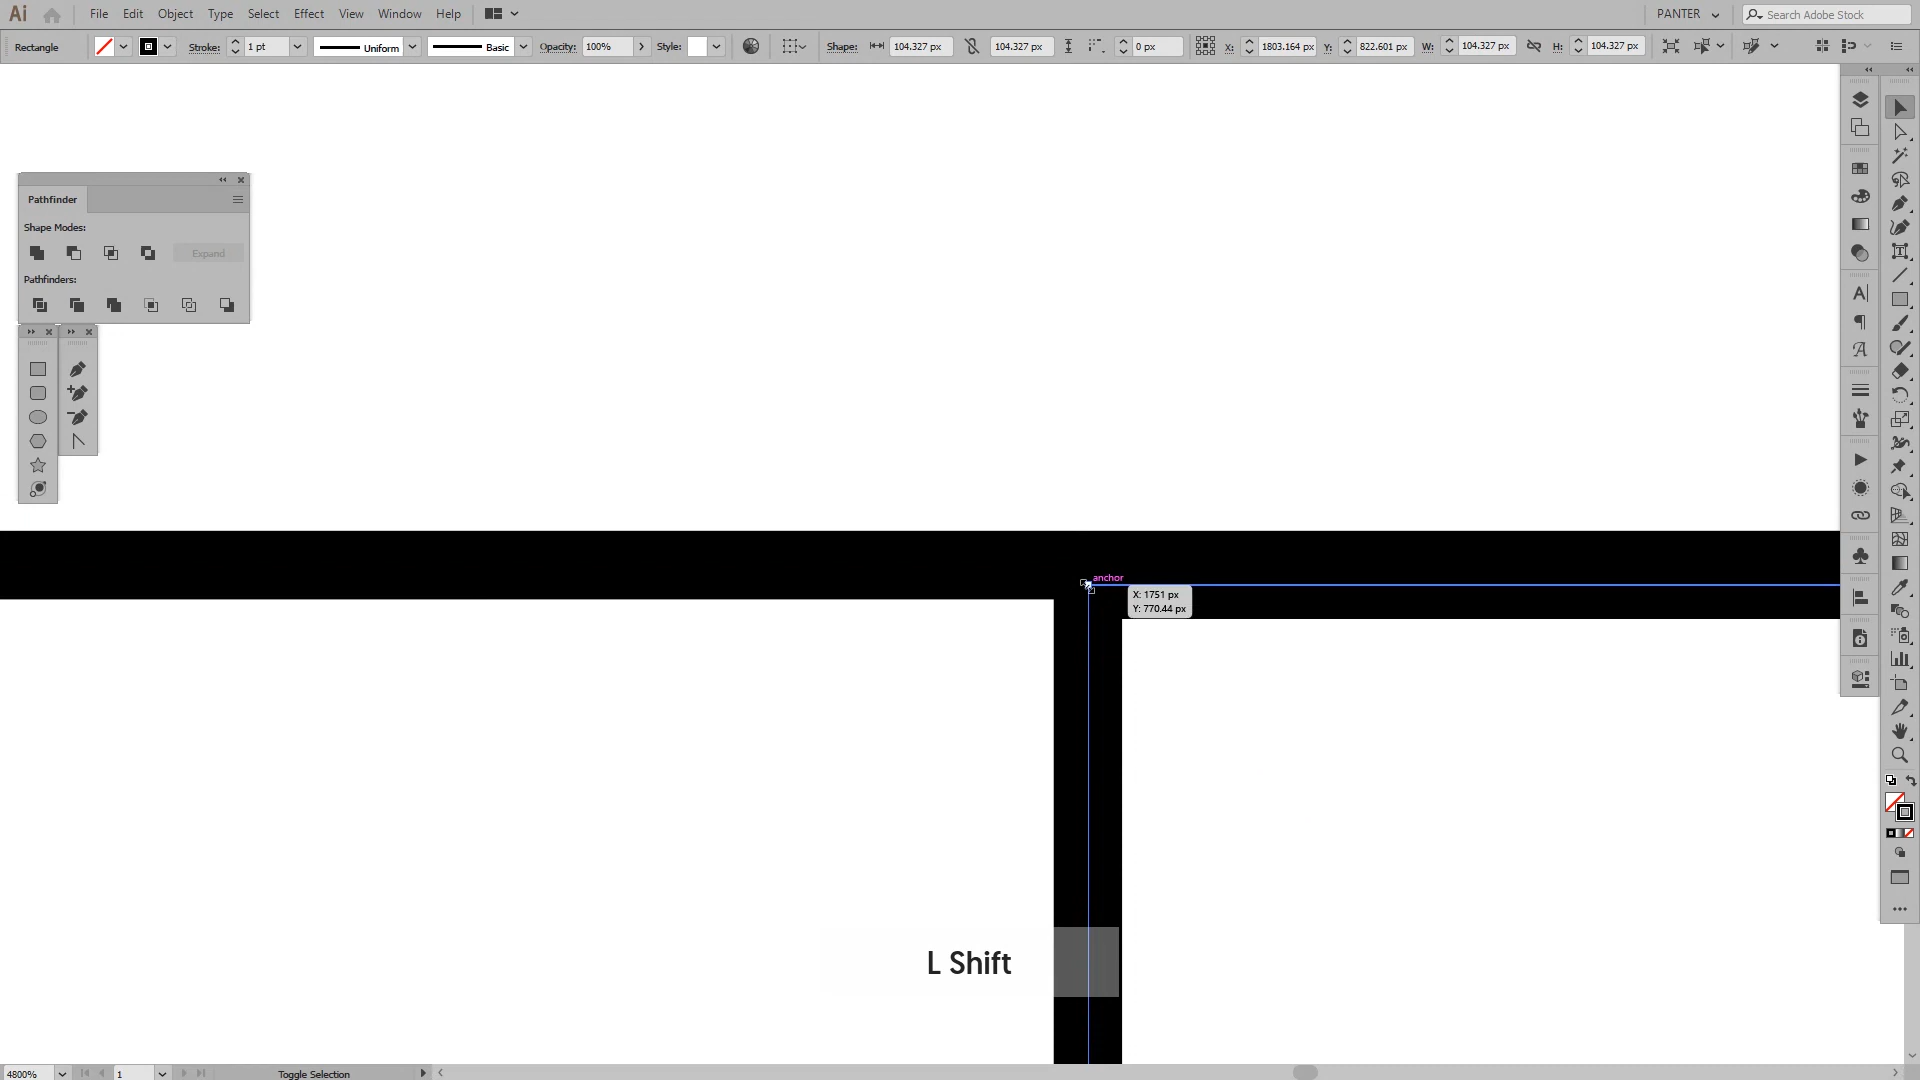 Ai File Edit Object Type Select Effect View Window Help PANTER Search Adobe Stock
Rectangle Stroke: 1 pt Uniform Basic Opacity: 100% Style: Shape: 104.327 px 104.327 px 0 px X: 1803.164 px Y: 822.601 px W: 104.327 px H: 104.327 px
Pathfinder
Shape Modes:
Expand
Pathfinders:
anchor
X: 1751 px
Y: 770.44 px
L Shift
4800% 1 Toggle Selection